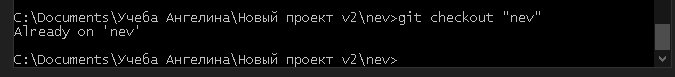 C:\Documents\Учеба Ангелина\Новый проект v2\nev>git checkout "nev"
Already on 'nev'
C:\Documents\Учеба Ангелина\Новый проект v2\nev>